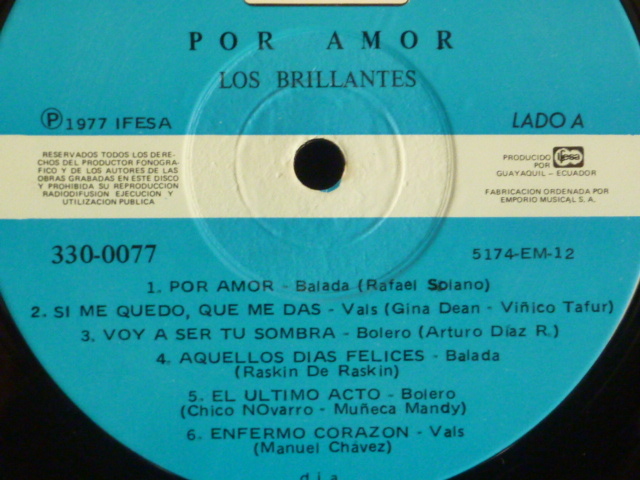 POR AMOR
LOS BRILLANTES
Ⓟ 1977 IFESA
LADO A
RESERVADOS TODOS LOS DERE-
CHOS DEL PRODUCTOR FONOGRA-
FICO Y DE LOS AUTORES DE LAS
OBRAS GRABADAS EN ESTE DISCO
Y PROHIBIDA SU REPRODUCCION
RADIODIFUSION EJECUCION Y
UTILIZACION PUBLICA
PRODUCIDO
POR
ifesa
GUAYAQUIL - ECUADOR
FABRICACION ORDENADA POR
EMPORIO MUSICAL S.A.
330-0077
5174-EM-12
1. POR AMOR - Balada (Rafael Solano)
2. SI ME QUEDO, QUE ME DAS - Vals (Gina Dean - Viñico Tafur)
3. VOY A SER TU SOMBRA - Bolero (Arturo Díaz R.)
4. AQUELLOS DIAS FELICES - Balada
(Raskin De Raskin)
5. EL ULTIMO ACTO - Bolero
(Chico NOvarro - Muñeca Mandy)
6. ENFERMO CORAZON - Vals
(Manuel Chávez)